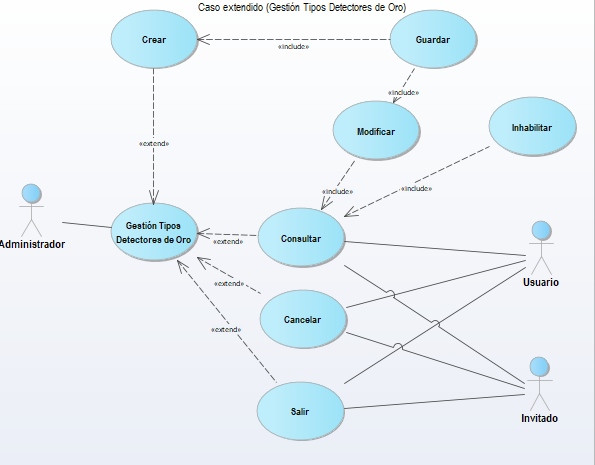 Caso extendido (Gestión Tipos Detectores de Oro)
Crear
Guardar
«include»
«include»
Modificar
Inhabilitar
«extend»
«include»
«include»
Gestión Tipos
Detectores de Oro
Administrador
«extend»
Consultar
Usuario
«extend»
Cancelar
«extend»
Salir
Invitado